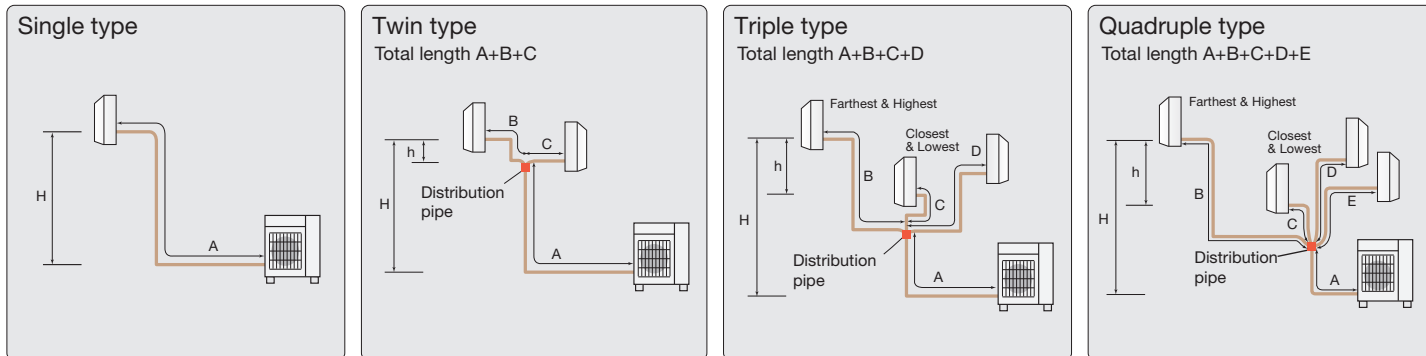 Single type
H
A
Twin type
Total length A+B+C
B
C
h
H
Distribution
pipe
A
Triple type
Total length A+B+C+D
Farthest & Highest
Closest
& Lowest
D
h
B
C
H
Distribution
pipe
A
Quadruple type
Total length A+B+C+D+E
Farthest & Highest
Closest
& Lowest
h
D
B
E
C
H
Distribution
pipe
A